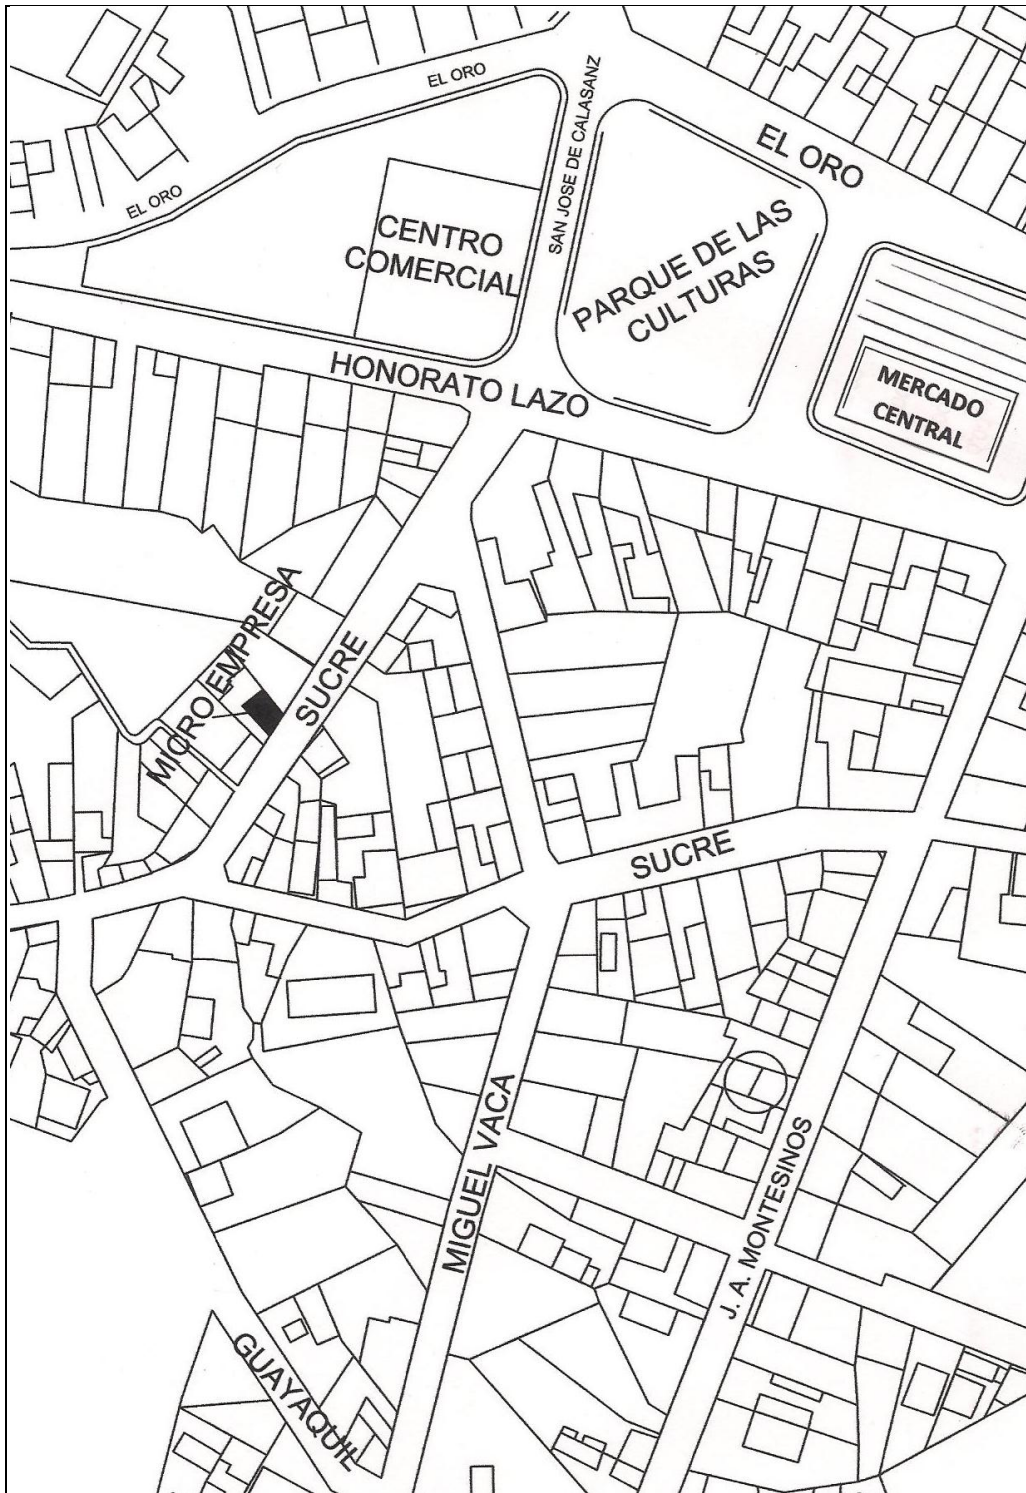 EL ORO
SAN JOSE DE CALASANZ
EL ORO
EL ORO
CENTRO
COMERCIAL
PARQUE DE LAS
CULTURAS
HONORATO LAZO
MERCADO
CENTRAL
MICRO EMPRESA
SUCRE
SUCRE
MIGUEL VACA
J. A. MONTESINOS
GUAYAQUIL